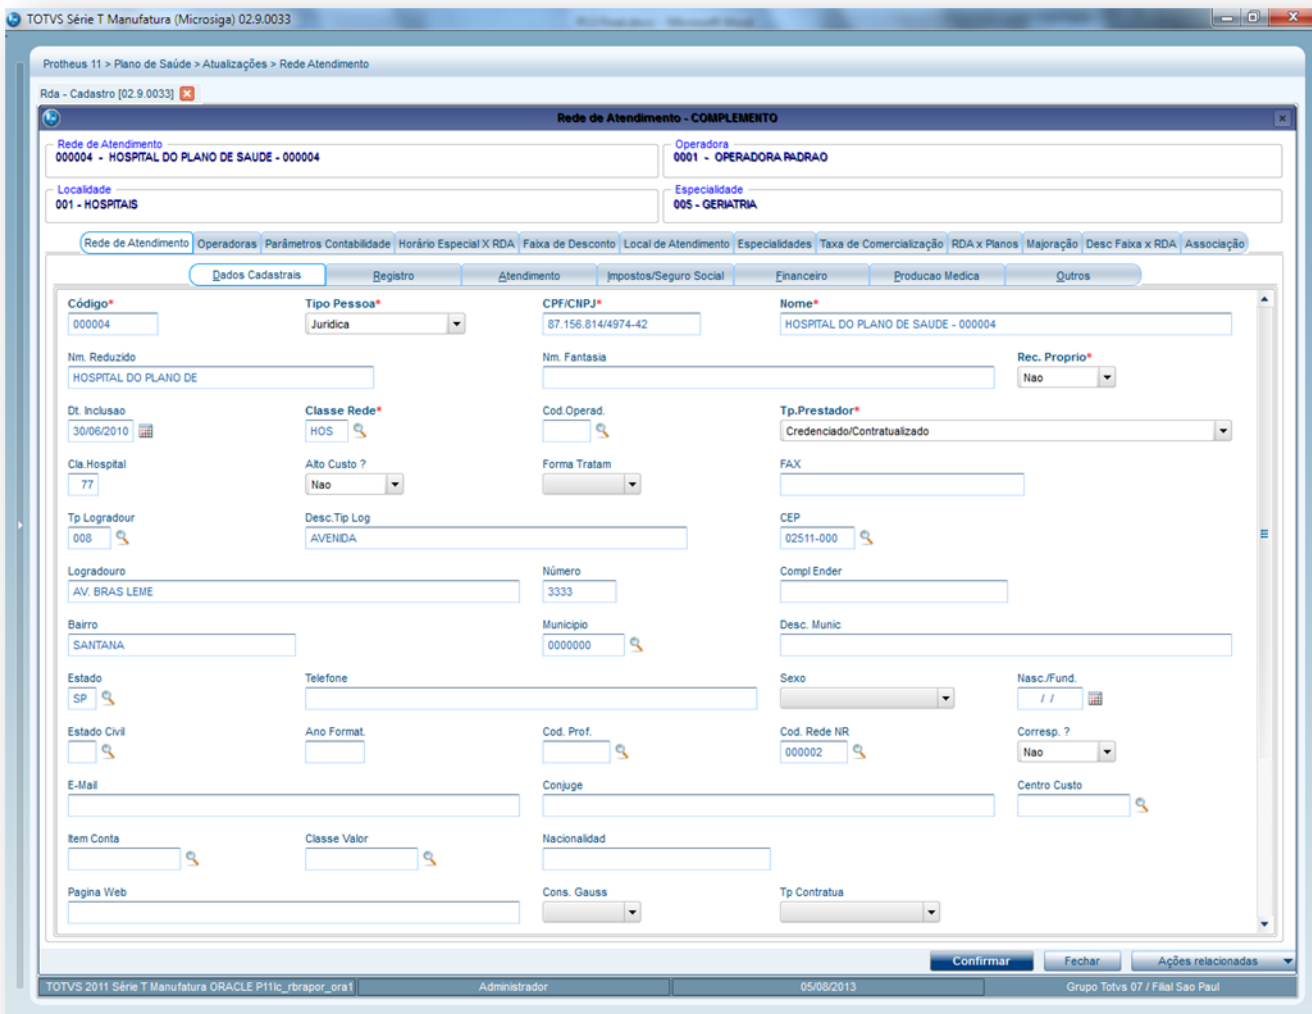 TOTVS Série T Manufatura (Microsiga) 02.9.0033
Protheus 11 > Plano de Saúde > Atualizações > Rede Atendimento
Rda - Cadastro [02.9.0033]
Rede de Atendimento - COMPLEMENTO
Rede de Atendimento Operadora
000004 - HOSPITAL DO PLANO DE SAUDE - 000004 0001 - OPERADORA PADRAO
Localidade Especialidade
001 - HOSPITAIS 005 - GERIATRIA
Rede de Atendimento Operadoras Parâmetros Contabilidade Horário Especial X RDA Faixa de Desconto Local de Atendimento Especialidades Taxa de Comercialização RDA x Planos Majoração Desc Faixa x RDA Associação
Dados Cadastrais Registro Atendimento Impostos/Seguro Social Financeiro Producao Medica Outros
Código* Tipo Pessoa* CPF/CNPJ* Nome*
000004 Juridica 87.156.814/4974-42 HOSPITAL DO PLANO DE SAUDE - 000004
Nm. Reduzido Nm. Fantasia Rec. Proprio*
HOSPITAL DO PLANO DE Nao
Dt. Inclusao Classe Rede* Cod.Operad. Tp.Prestador*
30/06/2010 HOS Credenciado/Contratualizado
Cla.Hospital Alto Custo ? Forma Tratam FAX
77 Nao
Tp Logradour Desc.Tip Log CEP
008 AVENIDA 02511-000
Logradouro Número Compl Ender
AV. BRAS LEME 3333
Bairro Municipio Desc. Munic
SANTANA 0000000
Estado Telefone Sexo Nasc./Fund.
SP / /
Estado Civil Ano Format. Cod. Prof. Cod. Rede NR Corresp. ?
000002 Nao
E-Mail Conjuge Centro Custo
Item Conta Classe Valor Nacionalidad
Pagina Web Cons. Gauss Tp Contratua
Confirmar Fechar Ações relacionadas
TOTVS 2011 Série T Manufatura ORACLE P11lc_rbrapor_ora1 Administrador 05/08/2013 Grupo Totvs 07 / Filial Sao Paul